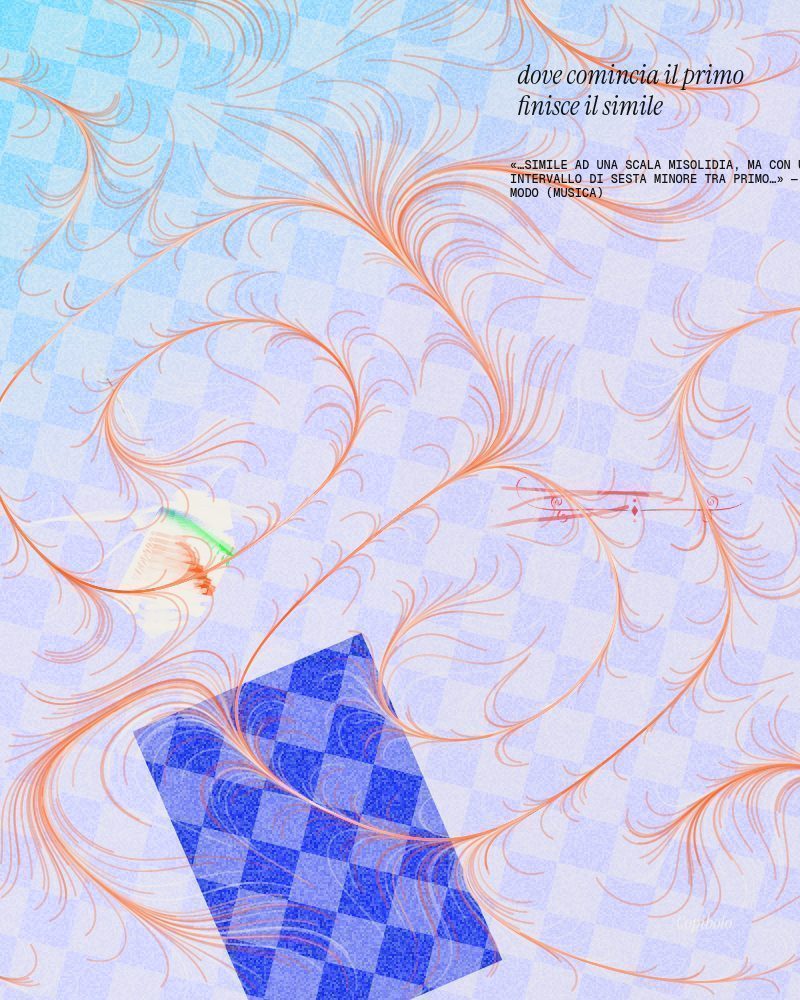 dove comincia il primo
finisce il simile
«…SIMILE AD UNA SCALA MISOLIDIA, MA CON U
INTERVALLO DI SESTA MINORE TRA PRIMO…» —
MODO (MUSICA)
Copibolo